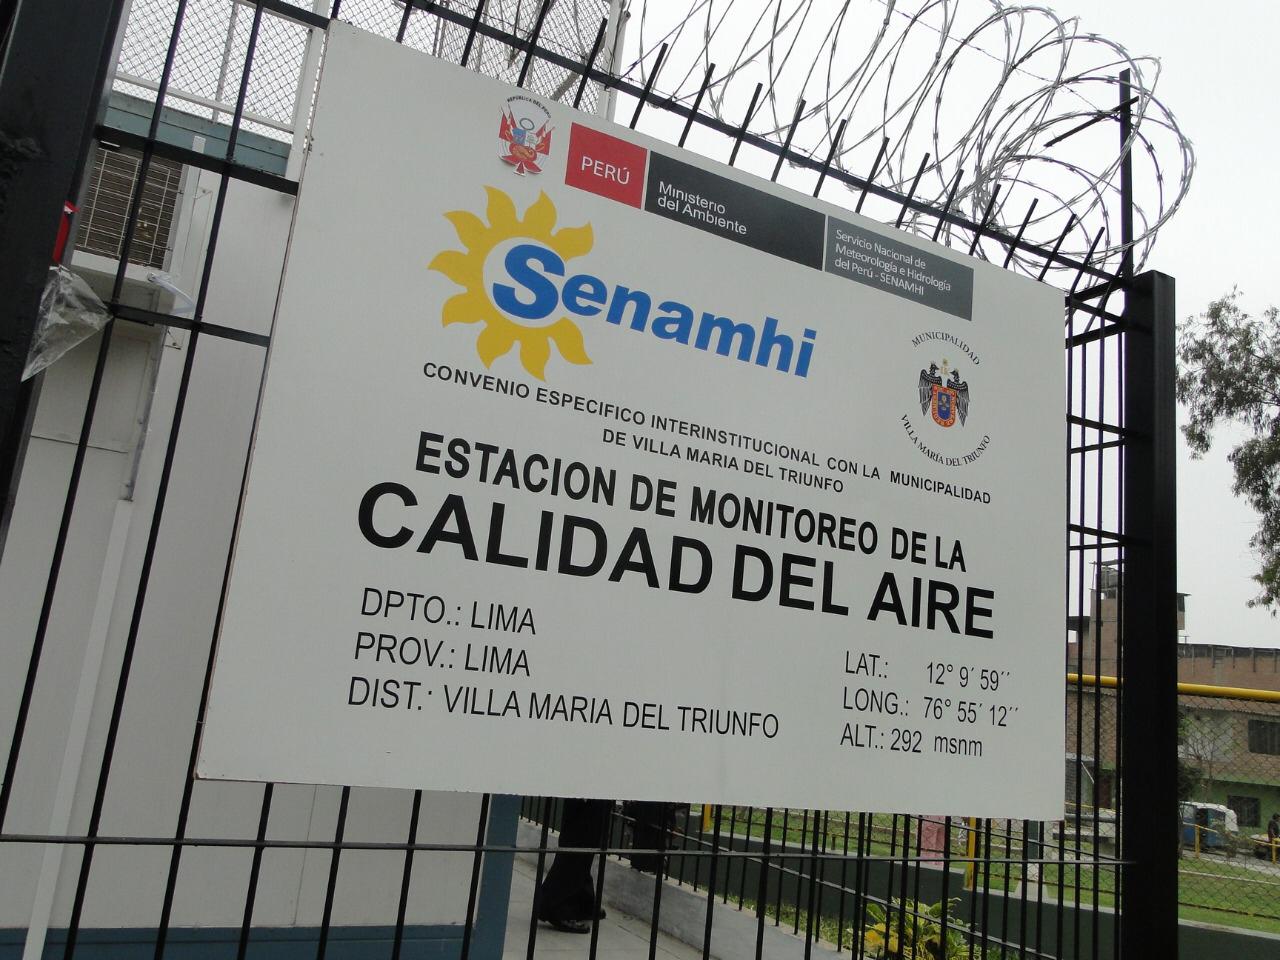 REPUBLICA DEL PERU
PERÚ
Ministerio
del Ambiente
Servicio Nacional de
Meteorología e Hidrología
del Perú - SENAMHI
Senamhi
MUNICIPALIDAD
VILLA MARÍA DEL TRIUNFO
CONVENIO ESPECIFICO INTERINSTITUCIONAL CON LA MUNICIPALIDAD
DE VILLA MARIA DEL TRIUNFO
ESTACION DE MONITOREO DE LA
CALIDAD DEL AIRE
DPTO.: LIMA
PROV.: LIMA
DIST.: VILLA MARIA DEL TRIUNFO
LAT.: 12° 9´ 59´´
LONG.: 76° 55´ 12´´
ALT.: 292 msnm